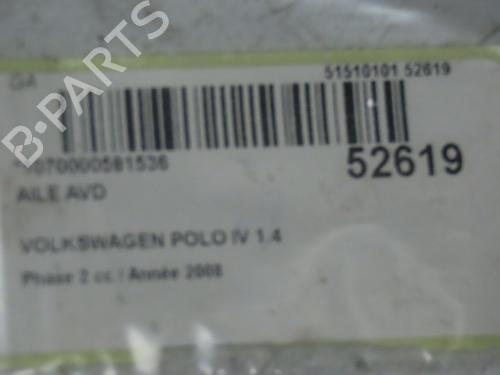 B-PARTS
GA 51510101 52619
070000581536 52619
AILE AVD
VOLKSWAGEN POLO IV 1.4
Phase 2 cc / Année 2008